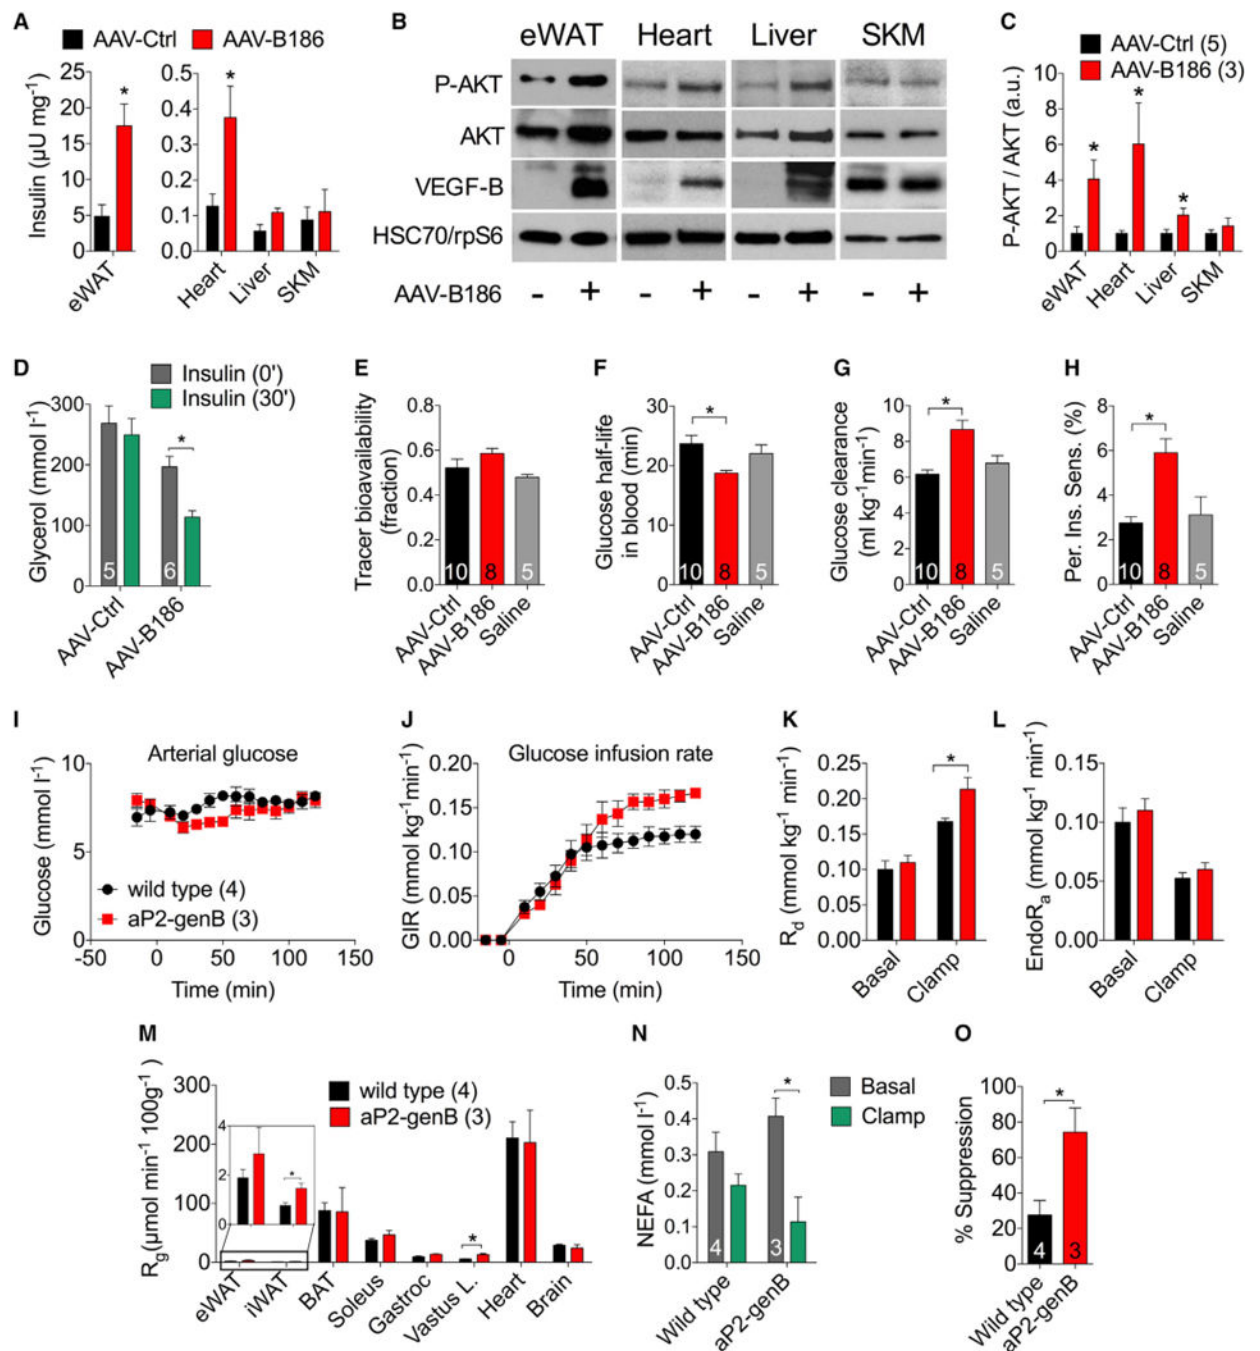 A
AAV-Ctrl AAV-B186
Insulin (µU mg-1)
25
20
15
10
5
0
eWAT
0.5
0.4
0.3
0.2
0.1
0.0
Heart
Liver
SKM
*
*
B
eWAT Heart Liver SKM
P-AKT
AKT
VEGF-B
HSC70/rpS6
AAV-B186 - + - + - + - +
C
AAV-Ctrl (5)
AAV-B186 (3)
P-AKT / AKT (a.u.)
10
8
6
4
2
0
*
*
*
eWAT
Heart
Liver
SKM
D
Insulin (0')
Insulin (30')
Glycerol (mmol l-1)
300
200
100
0
*
5
6
AAV-Ctrl
AAV-B186
E
Tracer bioavailability
(fraction)
0.8
0.6
0.4
0.2
0.0
10 8 5
AAV-Ctrl
AAV-B186
Saline
F
Glucose half-life
in blood (min)
30
20
10
0
*
10 8 5
AAV-Ctrl
AAV-B186
Saline
G
Glucose clearance
(ml kg-1min-1)
10
8
6
4
2
0
*
10 8 5
AAV-Ctrl
AAV-B186
Saline
H
Per. Ins. Sens. (%)
8
6
4
2
0
*
10 8 5
AAV-Ctrl
AAV-B186
Saline
I
Arterial glucose
Glucose (mmol l-1)
10
5
0
wild type (4)
aP2-genB (3)
-50 0 50 100 150
Time (min)
J
Glucose infusion rate
GIR (mmol kg-1min-1)
0.20
0.15
0.10
0.05
0.00
0 50 100 150
Time (min)
K
Rd (mmol kg-1 min-1)
0.25
0.20
0.15
0.10
0.05
0.00
*
Basal
Clamp
L
EndoRa (mmol kg-1 min-1)
0.15
0.10
0.05
0.00
Basal
Clamp
M
wild type (4)
aP2-genB (3)
Rg(µmol min-1 100g-1 )
300
200
100
0
4
2
0
*
*
eWAT
iWAT
BAT
Soleus
Gastroc
Vastus L.
Heart
Brain
N
Basal
Clamp
NEFA (mmol l-1)
0.5
0.4
0.3
0.2
0.1
0.0
*
4
3
Wild type
aP2-genB
O
% Suppression
100
80
60
40
20
0
*
4 3
Wild type
aP2-genB